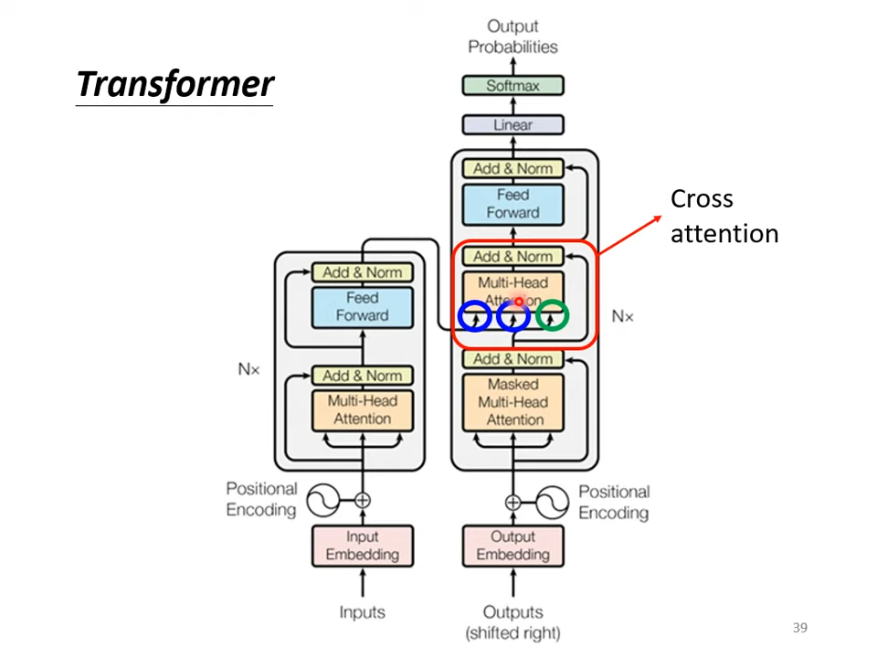 Transformer
Output
Probabilities
Softmax
Linear
Add & Norm
Feed
Forward
Add & Norm
Multi-Head
Attention
Cross
attention
Nx
Add & Norm
Masked
Multi-Head
Attention
Add & Norm
Feed
Forward
Nx
Add & Norm
Multi-Head
Attention
Positional
Encoding
Positional
Encoding
Input
Embedding
Output
Embedding
Inputs
Outputs
(shifted right)
39